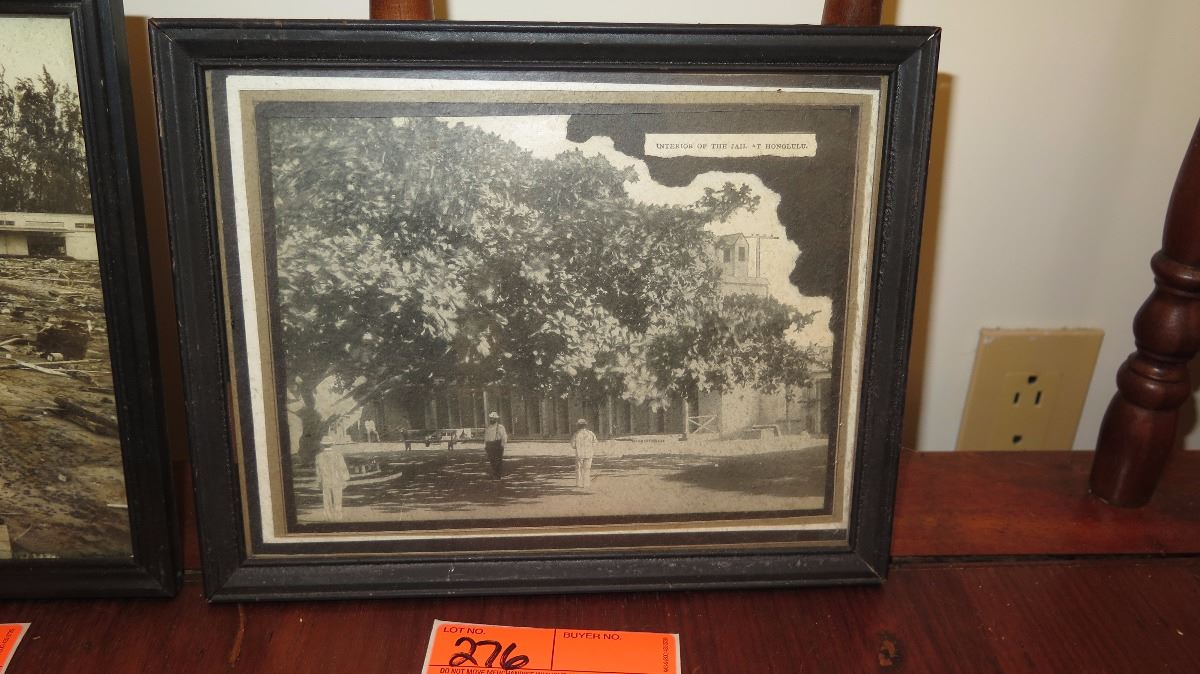 INTERIOR OF THE JAIL AT HONOLULU.
LOT NO.
BUYER NO.
276